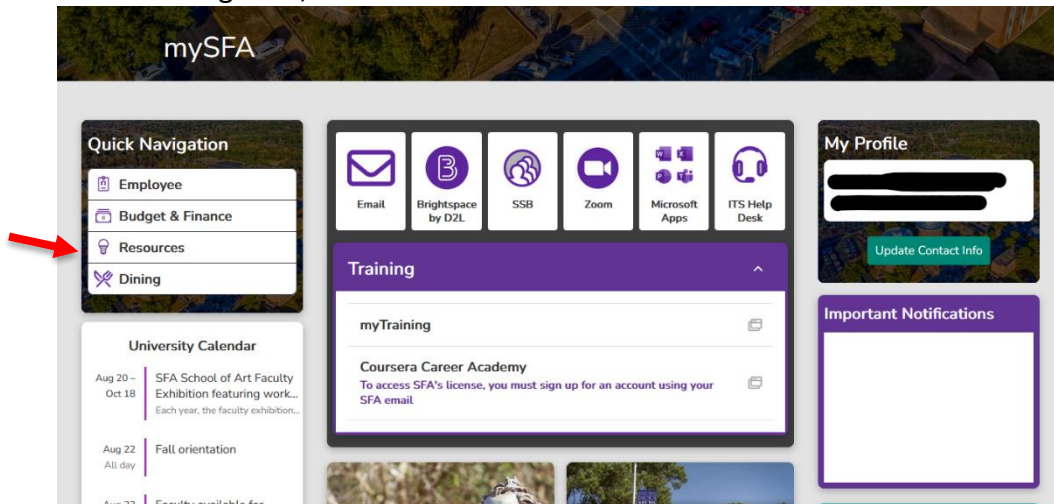 mySFA
Quick Navigation
Employee
Budget & Finance
Resources
Dining
University Calendar
Aug 20 –
Oct 18
SFA School of Art Faculty
Exhibition featuring work...
Each year, the faculty exhibition...
Aug 22
All day
Fall orientation
Email
Brightspace
by D2L
SSB
Zoom
Microsoft
Apps
ITS Help
Desk
Training
myTraining
Coursera Career Academy
To access SFA's license, you must sign up for an account using your
SFA email
My Profile
Update Contact Info
Important Notifications